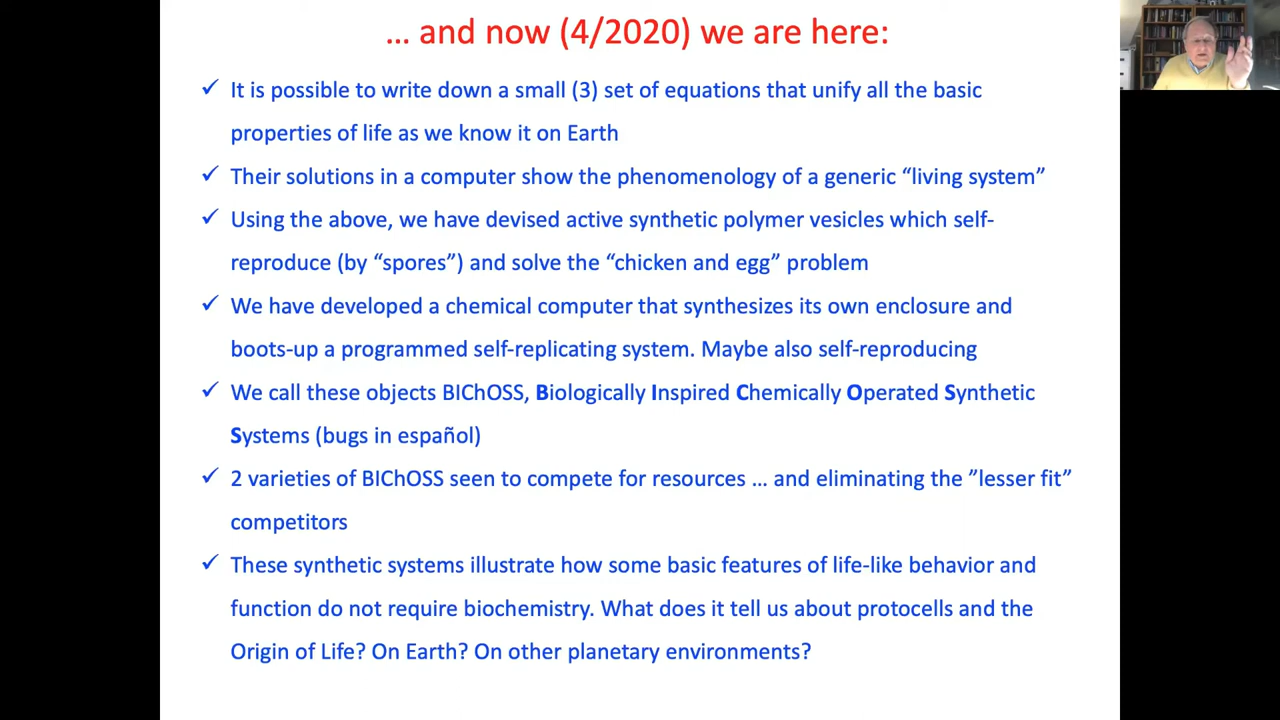 … and now (4/2020) we are here:
✓ It is possible to write down a small (3) set of equations that unify all the basic
properties of life as we know it on Earth
✓ Their solutions in a computer show the phenomenology of a generic “living system”
✓ Using the above, we have devised active synthetic polymer vesicles which self-
reproduce (by “spores”) and solve the “chicken and egg” problem
✓ We have developed a chemical computer that synthesizes its own enclosure and
boots-up a programmed self-replicating system. Maybe also self-reproducing
✓ We call these objects BIChOSS, Biologically Inspired Chemically Operated Synthetic
Systems (bugs in español)
✓ 2 varieties of BIChOSS seen to compete for resources … and eliminating the ”lesser fit”
competitors
✓ These synthetic systems illustrate how some basic features of life-like behavior and
function do not require biochemistry. What does it tell us about protocells and the
Origin of Life? On Earth? On other planetary environments?